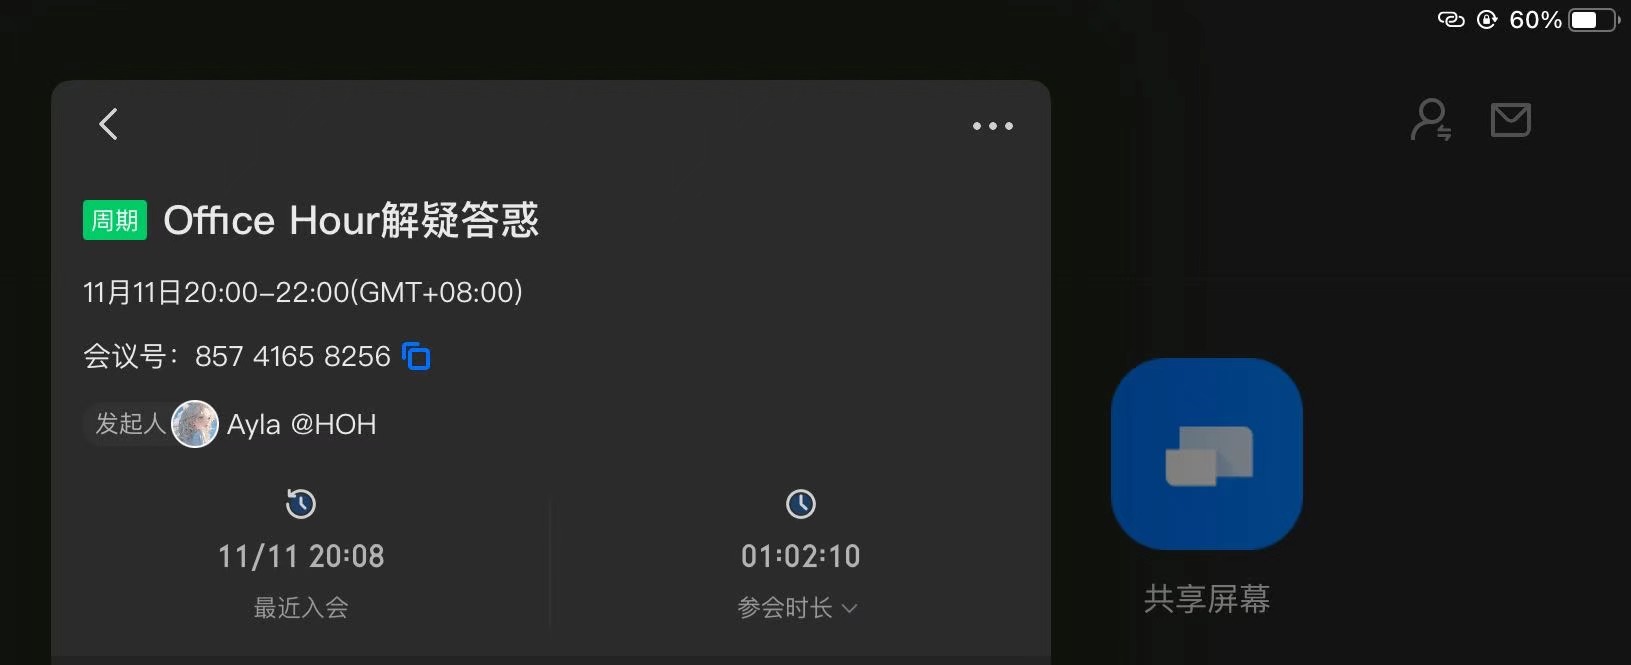 60%
周期 Office Hour解疑答惑
11月11日20:00-22:00(GMT+08:00)
会议号：857 4165 8256
发起人 Ayla @HOH
11/11 20:08
最近入会
01:02:10
参会时长
共享屏幕